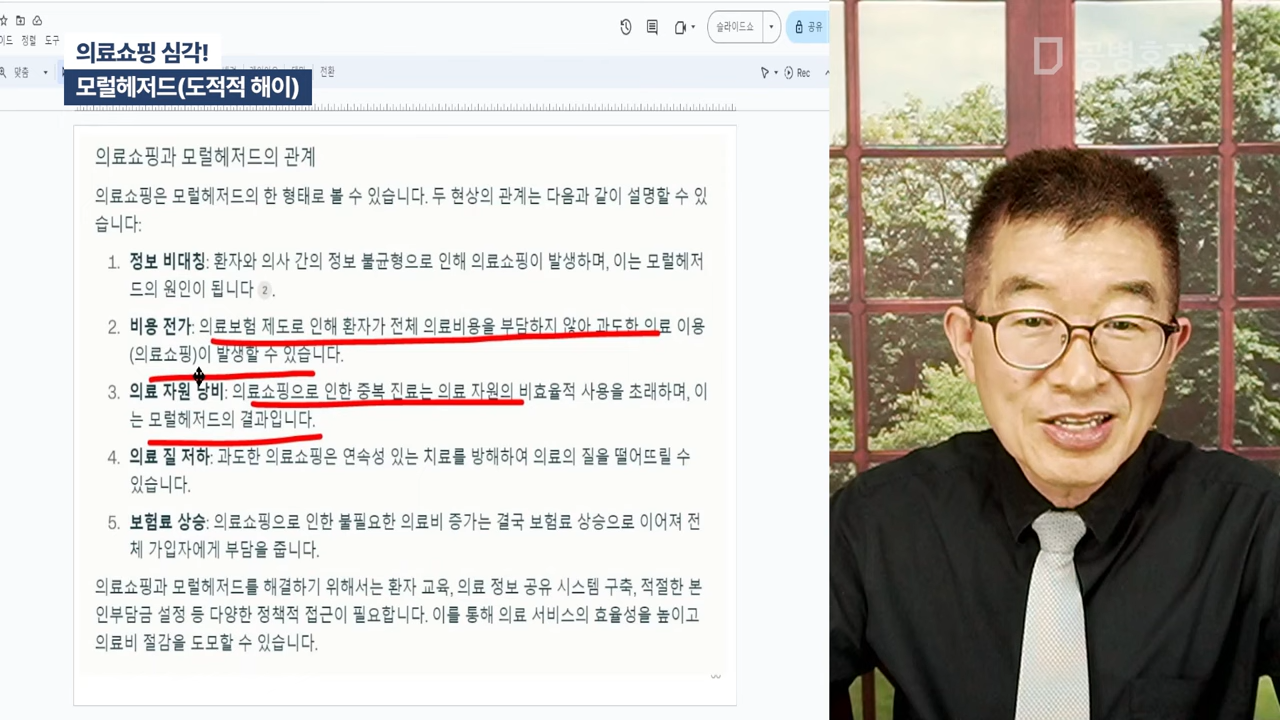 이드 정렬 도구
의료쇼핑 심각!
모럴헤저드(도적적 해이)
맞춤
전환
슬라이드쇼
공유
Rec
공병호TV
의료쇼핑과 모럴헤저드의 관계
의료쇼핑은 모럴헤저드의 한 형태로 볼 수 있습니다. 두 현상의 관계는 다음과 같이 설명할 수 있
습니다:
1. 정보 비대칭: 환자와 의사 간의 정보 불균형으로 인해 의료쇼핑이 발생하며, 이는 모럴헤저
드의 원인이 됩니다 2.
2. 비용 전가: 의료보험 제도로 인해 환자가 전체 의료비용을 부담하지 않아 과도한 의료 이용
(의료쇼핑)이 발생할 수 있습니다.
3. 의료 자원 낭비: 의료쇼핑으로 인한 중복 진료는 의료 자원의 비효율적 사용을 초래하며, 이
는 모럴헤저드의 결과입니다.
4. 의료 질 저하: 과도한 의료쇼핑은 연속성 있는 치료를 방해하여 의료의 질을 떨어뜨릴 수
있습니다.
5. 보험료 상승: 의료쇼핑으로 인한 불필요한 의료비 증가는 결국 보험료 상승으로 이어져 전
체 가입자에게 부담을 줍니다.
의료쇼핑과 모럴헤저드를 해결하기 위해서는 환자 교육, 의료 정보 공유 시스템 구축, 적절한 본
인부담금 설정 등 다양한 정책적 접근이 필요합니다. 이를 통해 의료 서비스의 효율성을 높이고
의료비 절감을 도모할 수 있습니다.